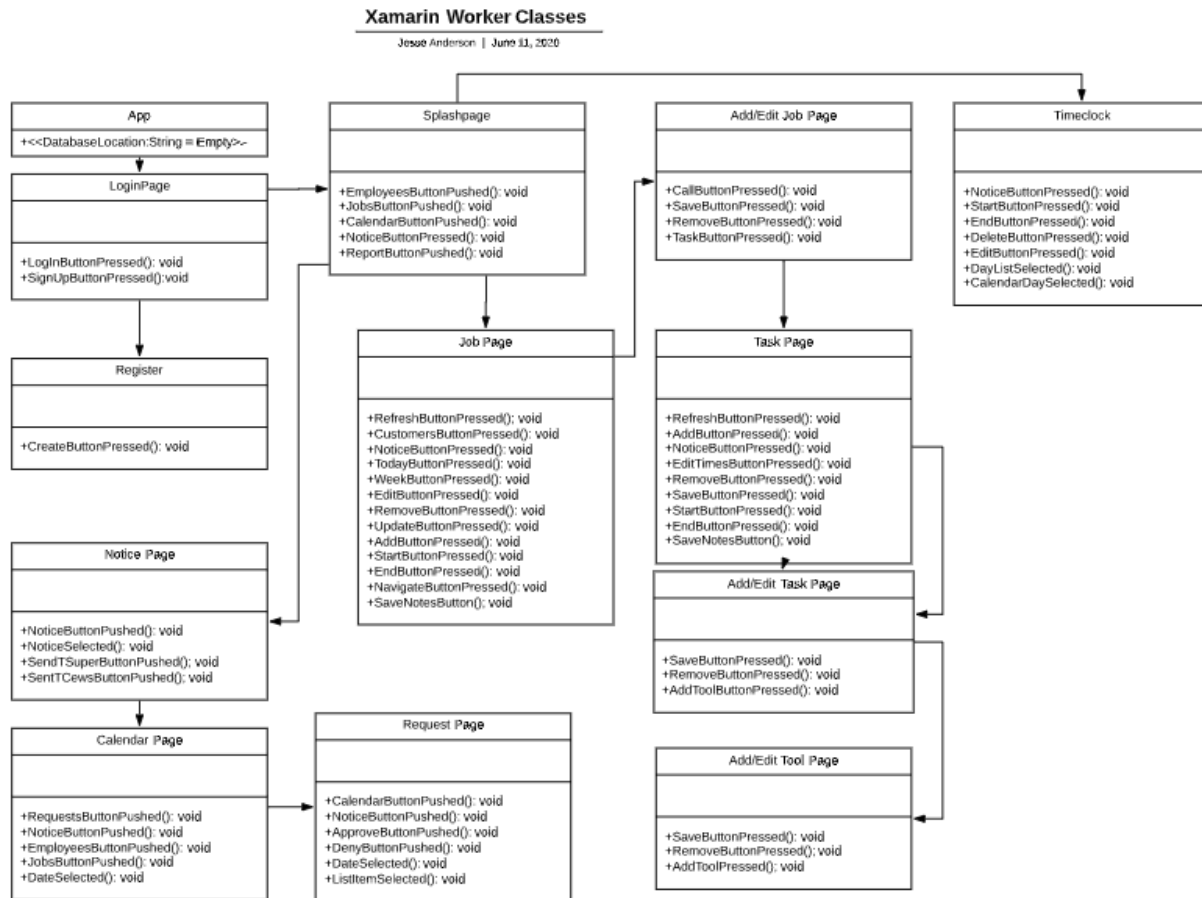 Xamarin Worker Classes
Jesse Anderson | June 11, 2020
App
+<<DatabaseLocation:String = Empty>~
LoginPage
+LogInButtonPressed(): void
+SignUpButtonPressed():void
Register
+CreateButtonPressed(): void
Notice Page
+NoticeButtonPushed(): void
+NoticeSelected(): void
+SendTSuperButtonPushed(); void
+SentTCewsButtonPushed; void
Calendar Page
+RequestsButtonPushed(): void
+NoticeButtonPushed(): void
+EmployeesButtonPushed(): void
+JobsButtonPushed(): void
+DateSelected(): void
Splashpage
+EmployeesButtonPushed(): void
+JobsButtonPushed(): void
+CalendarButtonPushed(): void
+NoticeButtonPressed(): void
+ReportButtonPushed(): void
Job Page
+RefreshButtonPressed(; void
+CustomersButtonPressed(): void
+NoticeButtonPressed(): void
+TodayButtonPressed(): void
+WeekButtonPressed(): void
+EditButtonPressed(): void
+RemoveButtonPressed(): void
+UpdateButtonPressed(): void
+AddButtonPressed(): void
+StartButtonPressed(): void
+EndButtonPressed(): void
+NavigateButtonPressed(): void
+SaveNotesButton(); void
Request Page
+CalendarButtonPushed(): void
+NoticeButtonPushed(): void
+ApproveButtonPushed(): void
+DenyButtonPushed(): void
+DateSelected(): void
+ListItemSelected(): void
Add/Edit Job Page
+CallButtonPressed(): void
+SaveButtonPressed(): void
+RemoveButtonPressed(): void
+TaskButtonPressed(): void
Task Page
+RefreshButtonPressed(): void
+AddButtonPressed(): void
+NoticeButtonPressed(): void
+EditTimesButtonPressed(): void
+RemoveButtonPressed(): void
+SaveButtonPressed(): void
+StartButtonPressed(): void
+EndButtonPressed(): void
+SaveNotesButton(); void
Add/Edit Task Page
+SaveButtonPressed(): void
+RemoveButtonPressed(): void
+AddToolButtonPressed(): void
Add/Edit Tool Page
+SaveButtonPressed(): void
+RemoveButtonPressed(); void
+AddToolPressed(): void
Timeclock
+NoticeButtonPressed(): void
+StartButtonPressed(): void
+EndButtonPressed(): void
+DeleteButtonPressed(): void
+EditButtonPressed(): void
+DayListSelected(): void
+CalendarDaySelected(): void